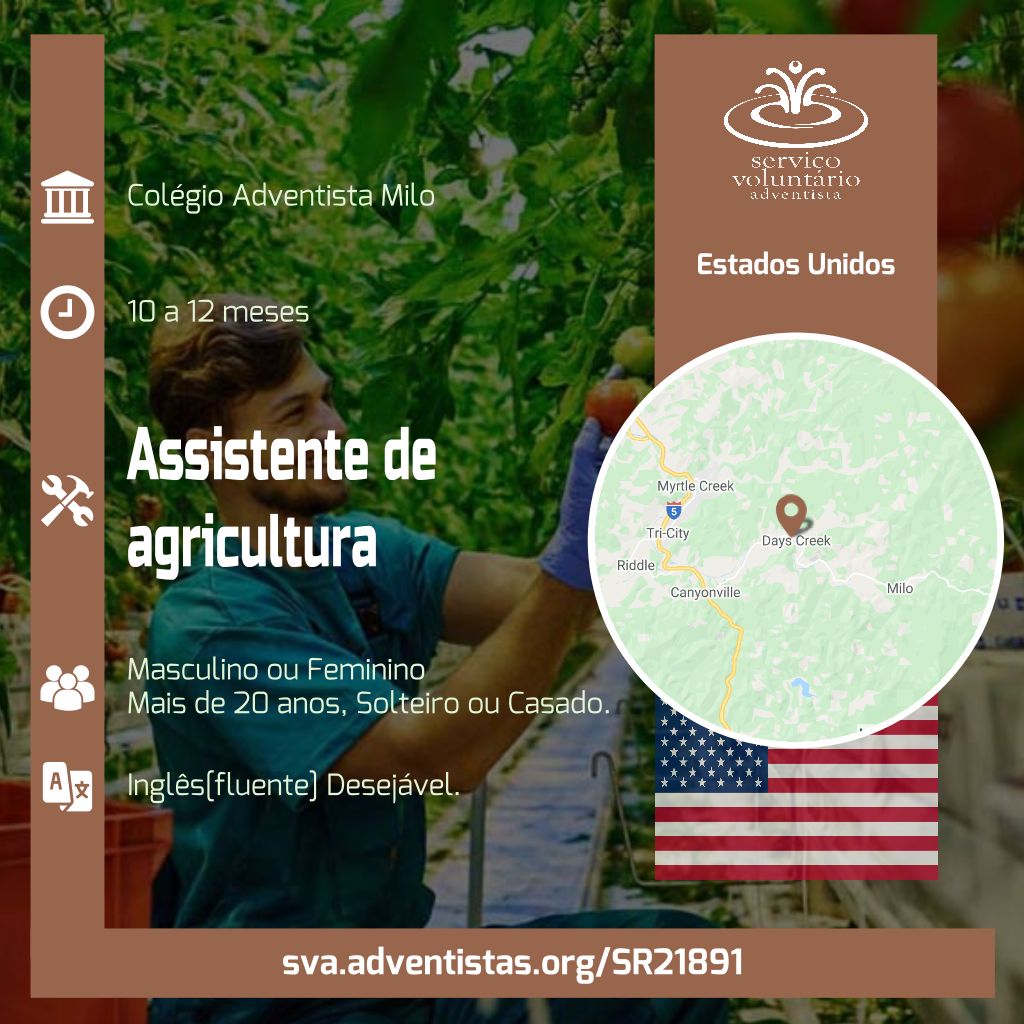 serviço
voluntário
adventista
Estados Unidos
Colégio Adventista Milo
10 a 12 meses
Assistente de
agricultura
Masculino ou Feminino
Mais de 20 anos, Solteiro ou Casado.
Inglês[fluente] Desejável.
Myrtle Creek
5
Tri-City
Days Creek
Riddle
Canyonville
Milo
A
文
sva.adventistas.org/SR21891